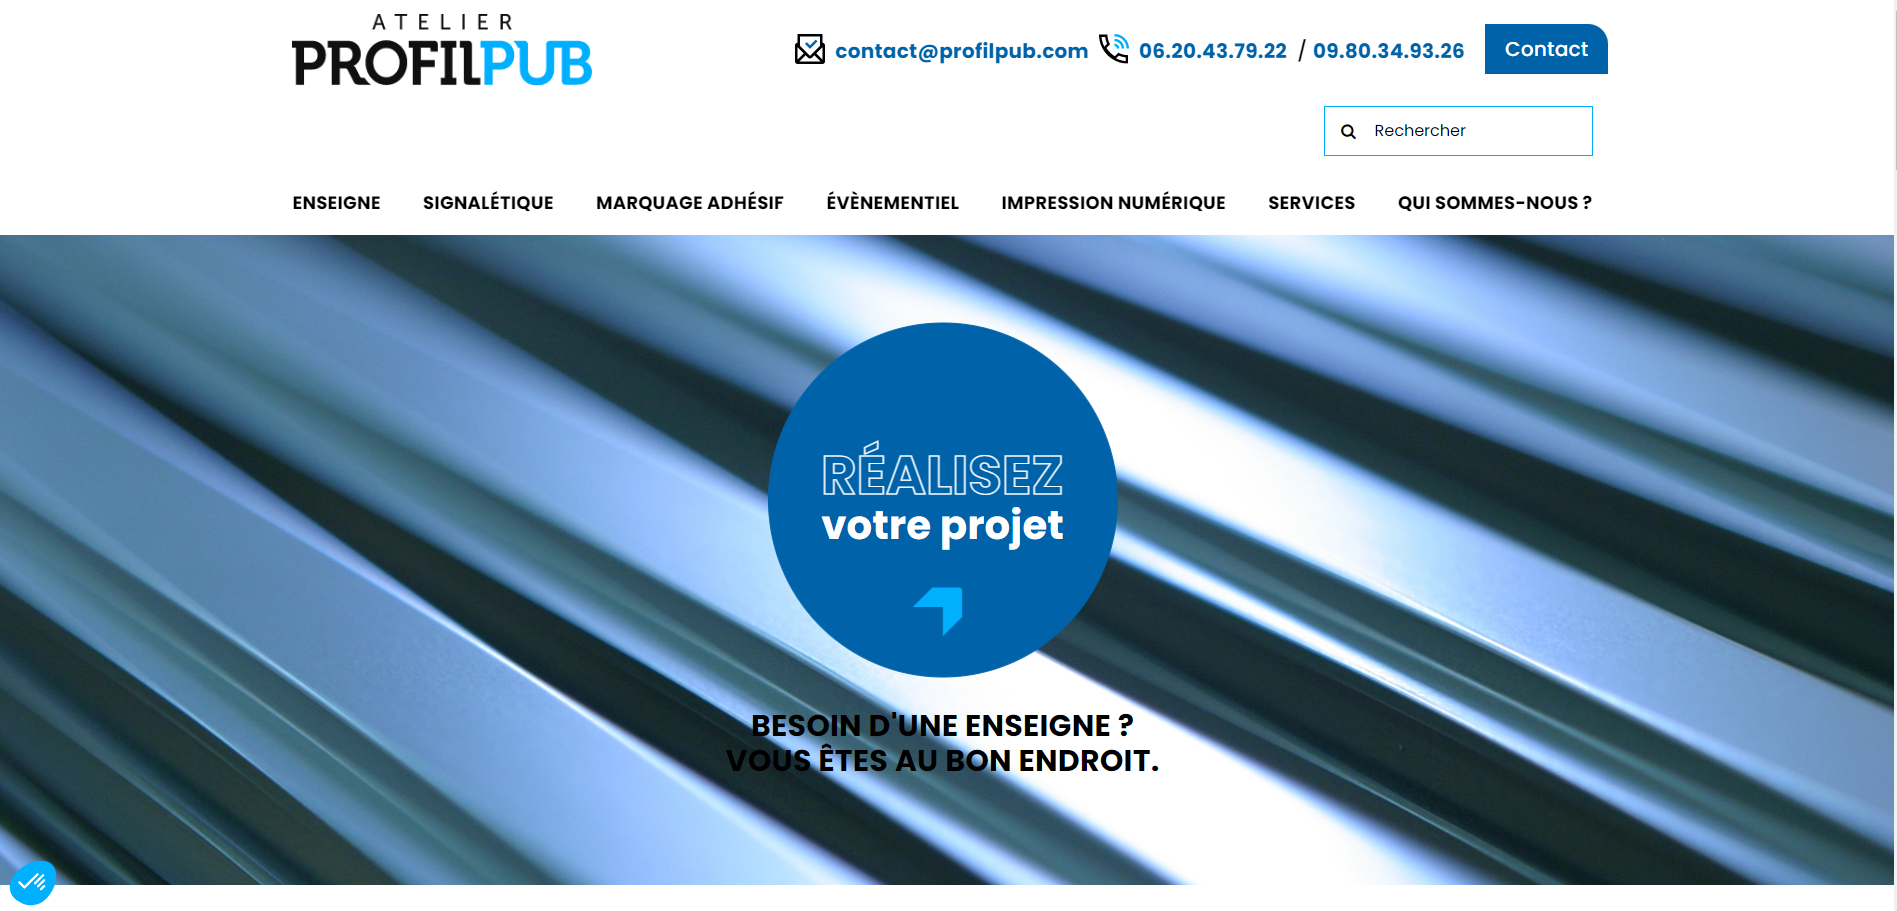 ATELIER
PROFILPUB
contact@profilpub.com 06.20.43.79.22 / 09.80.34.93.26 Contact
Rechercher
ENSEIGNE SIGNALÉTIQUE MARQUAGE ADHÉSIF ÉVÈNEMENTIEL IMPRESSION NUMÉRIQUE SERVICES QUI SOMMES-NOUS ?
RÉALISEZ
votre projet
BESOIN D'UNE ENSEIGNE ?
VOUS ÊTES AU BON ENDROIT.